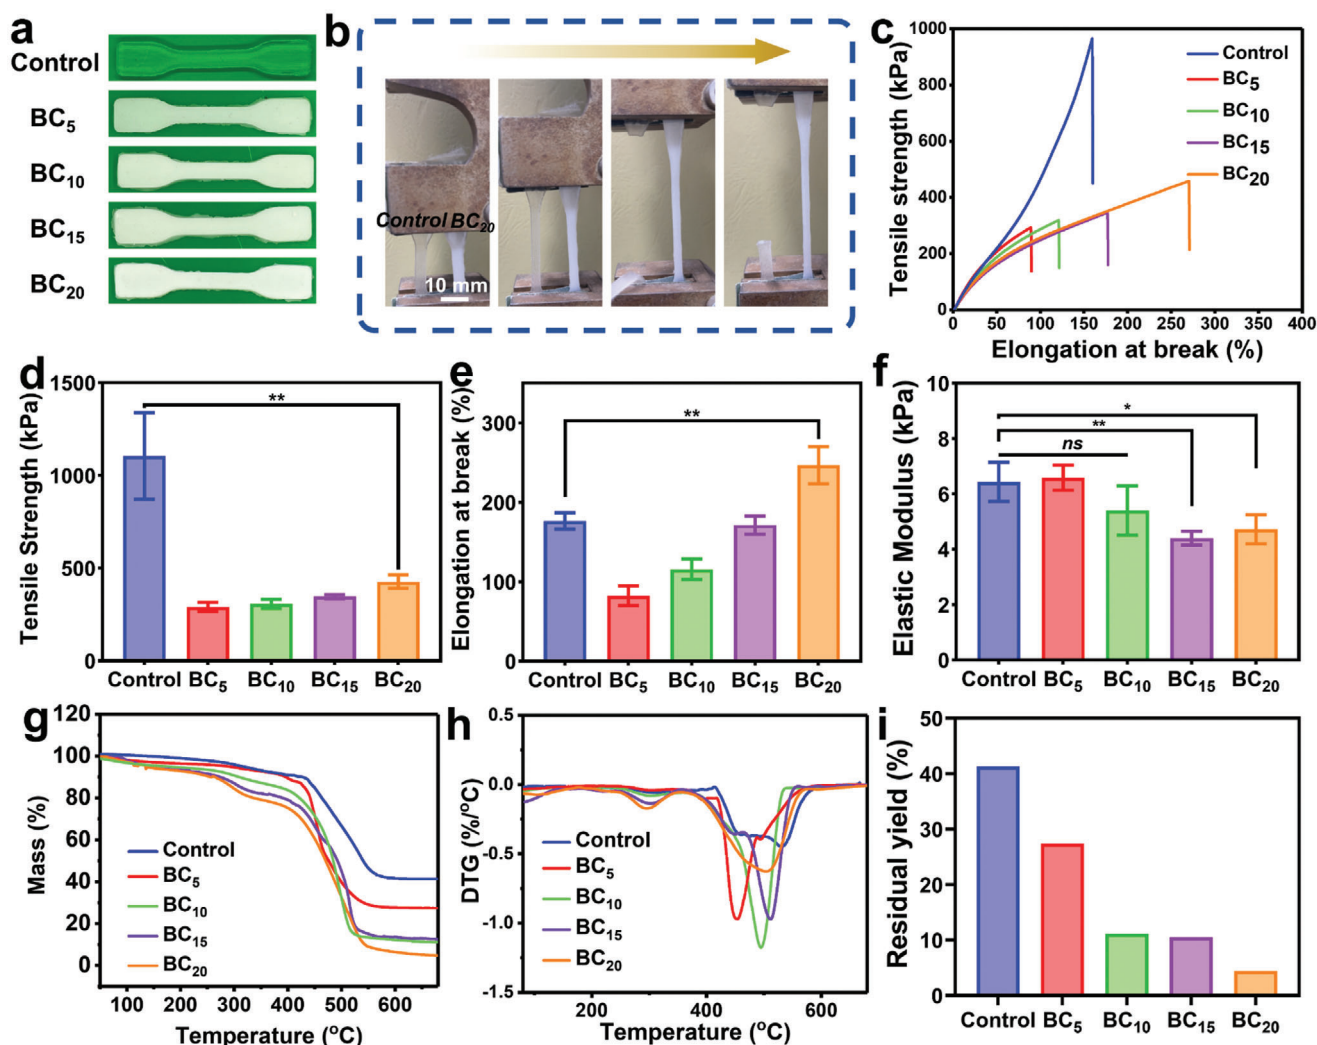 a
Control
BC5
BC10
BC15
BC20
b
Control BC20
10 mm
c
Tensile strength (kPa)
1000
800
600
400
200
0
0 50 100 150 200 250 300 350 400
Elongation at break (%)
Control
BC5
BC10
BC15
BC20
d
Tensile Strength (kPa)
1500
1000
500
0
**
Control BC5 BC10 BC15 BC20
e
Elongation at break (%)
300
200
100
0
**
Control BC5 BC10 BC15 BC20
f
Elastic Modulus (kPa)
10
8
6
4
2
0
*
**
ns
Control BC5 BC10 BC15 BC20
g
Mass (%)
120
100
80
60
40
20
0
100 200 300 400 500 600
Temperature (°C)
Control
BC5
BC10
BC15
BC20
h
DTG (%/°C)
0.5
0.0
-0.5
-1.0
-1.5
200 400 600
Temperature (°C)
Control
BC5
BC10
BC15
BC20
i
Residual yield (%)
50
40
30
20
10
0
Control BC5 BC10 BC15 BC20